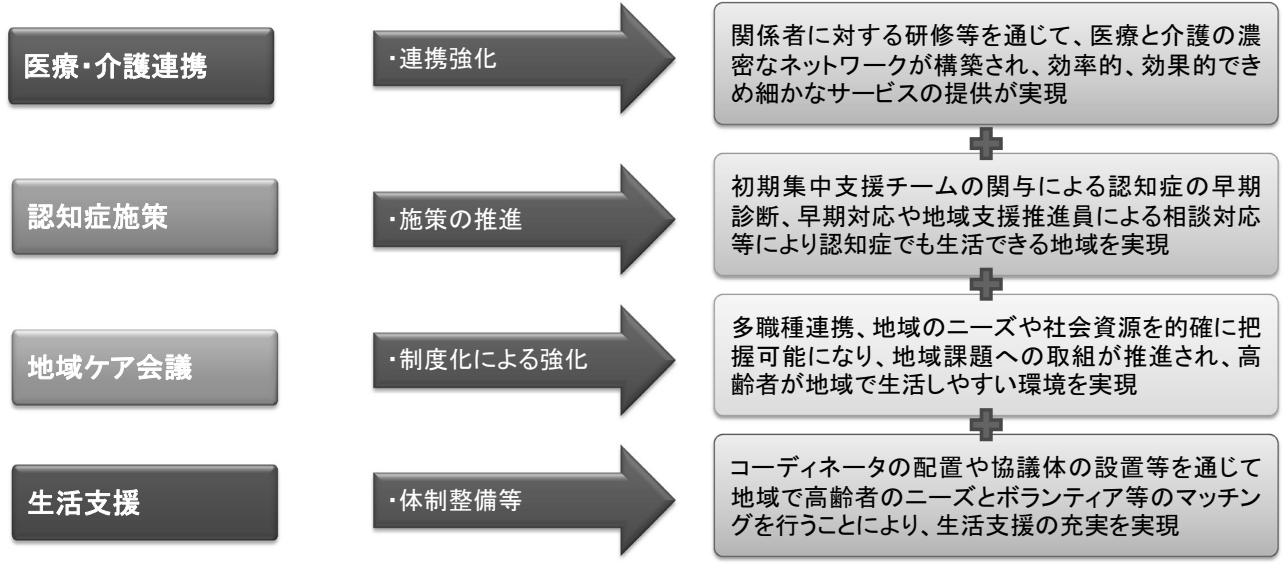 医療・介護連携
・連携強化
関係者に対する研修等を通じて、医療と介護の濃
密なネットワークが構築され、効率的、効果的でき
め細かなサービスの提供が実現
認知症施策
・施策の推進
初期集中支援チームの関与による認知症の早期
診断、早期対応や地域支援推進員による相談対応
等により認知症でも生活できる地域を実現
地域ケア会議
・制度化による強化
多職種連携、地域のニーズや社会資源を的確に把
握可能になり、地域課題への取組が推進され、高
齢者が地域で生活しやすい環境を実現
生活支援
・体制整備等
コーディネータの配置や協議体の設置等を通じて
地域で高齢者のニーズとボランティア等のマッチン
グを行うことにより、生活支援の充実を実現